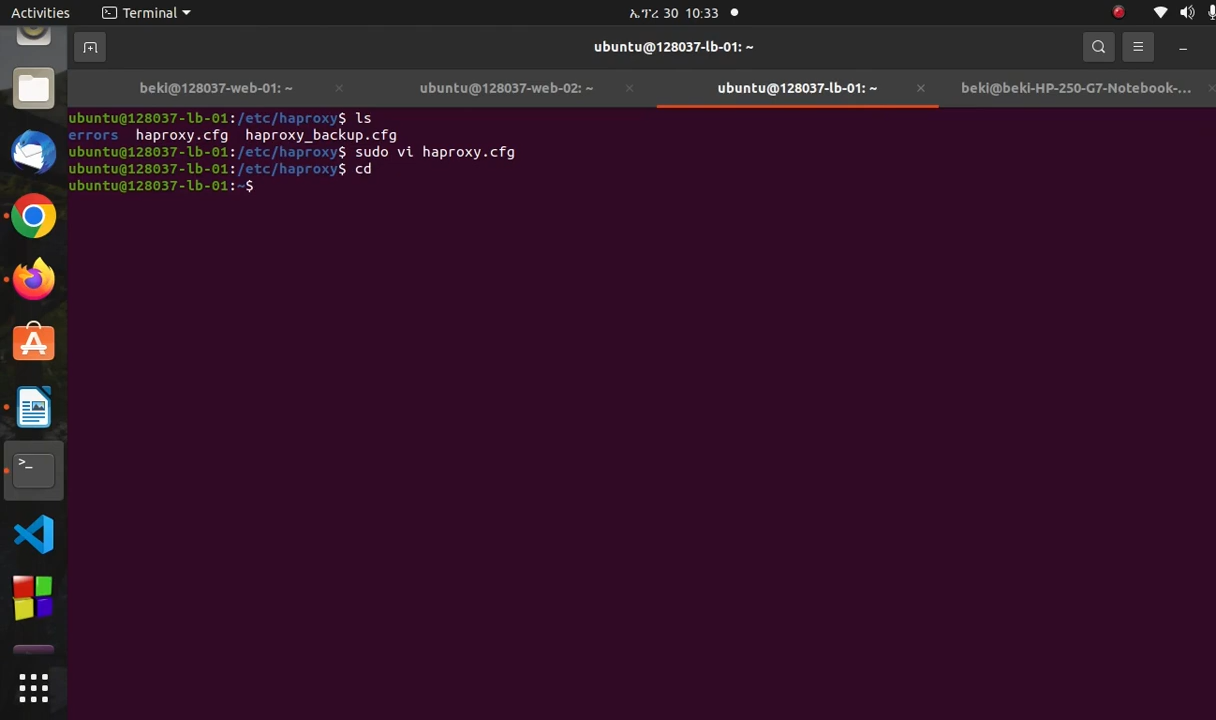 Activities
Terminal
ኤፕረ 30 10:33
ubuntu@128037-lb-01: ~
beki@128037-web-01: ~
ubuntu@128037-web-02: ~
ubuntu@128037-lb-01: ~
beki@beki-HP-250-G7-Notebook-...
ubuntu@128037-lb-01:/etc/haproxy$ ls
errors haproxy.cfg haproxy_backup.cfg
ubuntu@128037-lb-01:/etc/haproxy$ sudo vi haproxy.cfg
ubuntu@128037-lb-01:/etc/haproxy$ cd
ubuntu@128037-lb-01:~$
>_